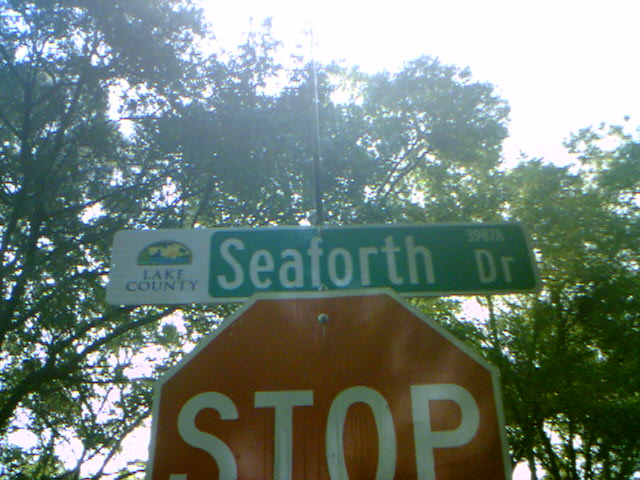 LAKE
COUNTY
Seaforth Dr
3987A
STOP